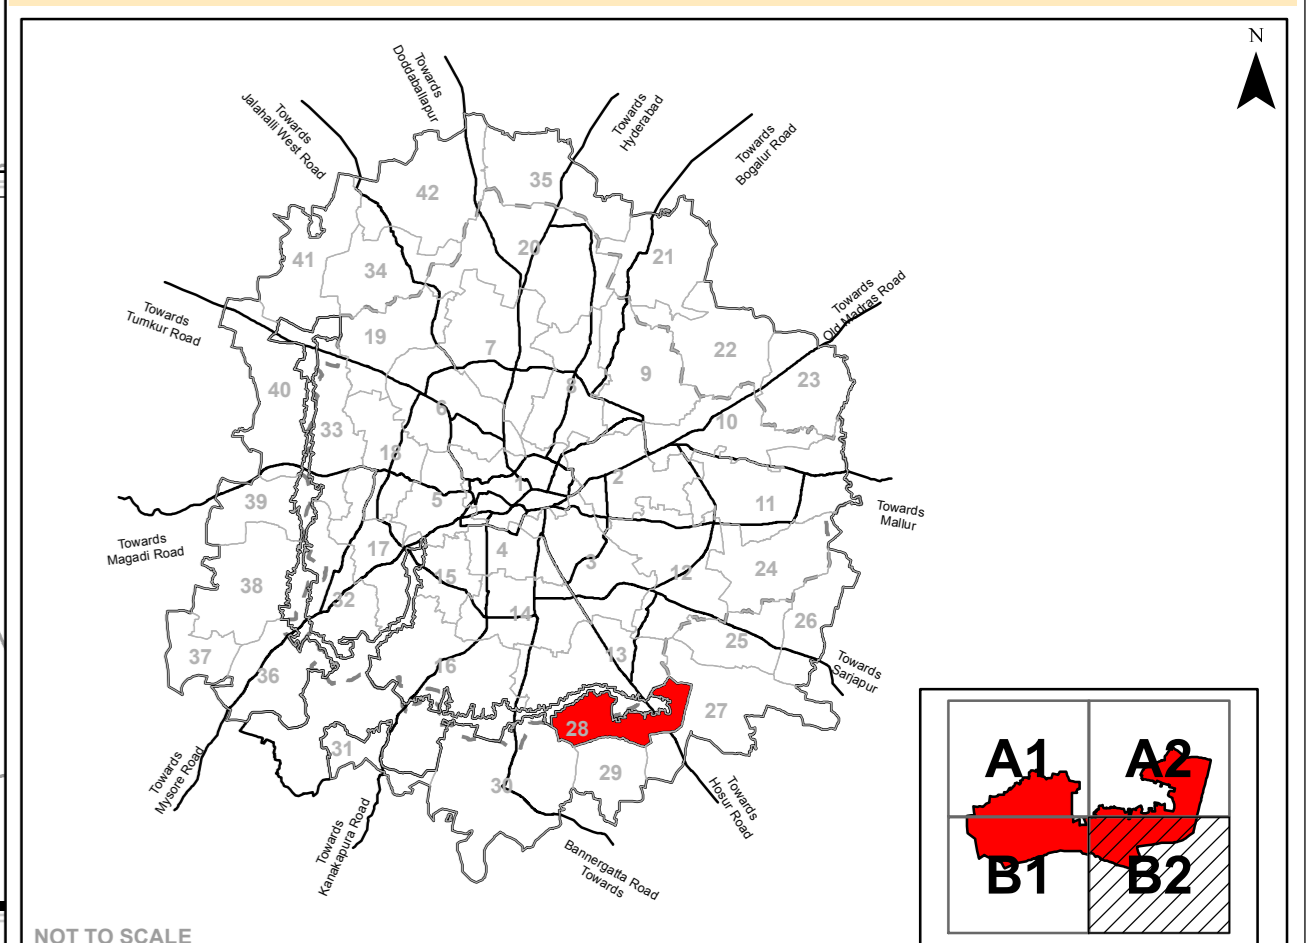 N
Towards
Doddaballapur
Towards
Jalahalli West Road
Towards
Hyderabad
Towards
Bogalur Road
42
35
20
21
41
34
Towards
Old Madras Road
Towards
Tumkur Road
19
7
22
9
23
8
40
6
10
33
18
2
1
5
39
11
Towards
Mallur
Towards
Magadi Road
17
4
3
24
15
12
38
32
14
26
25
13
37
16
36
Towards
Sarjapur
27
28
31
29
30
Towards
Mysore Road
Towards
Kanakapura Road
Towards
Hosur Road
Bannergatta Road
Towards
A1
A2
B1
B2
NOT TO SCALE